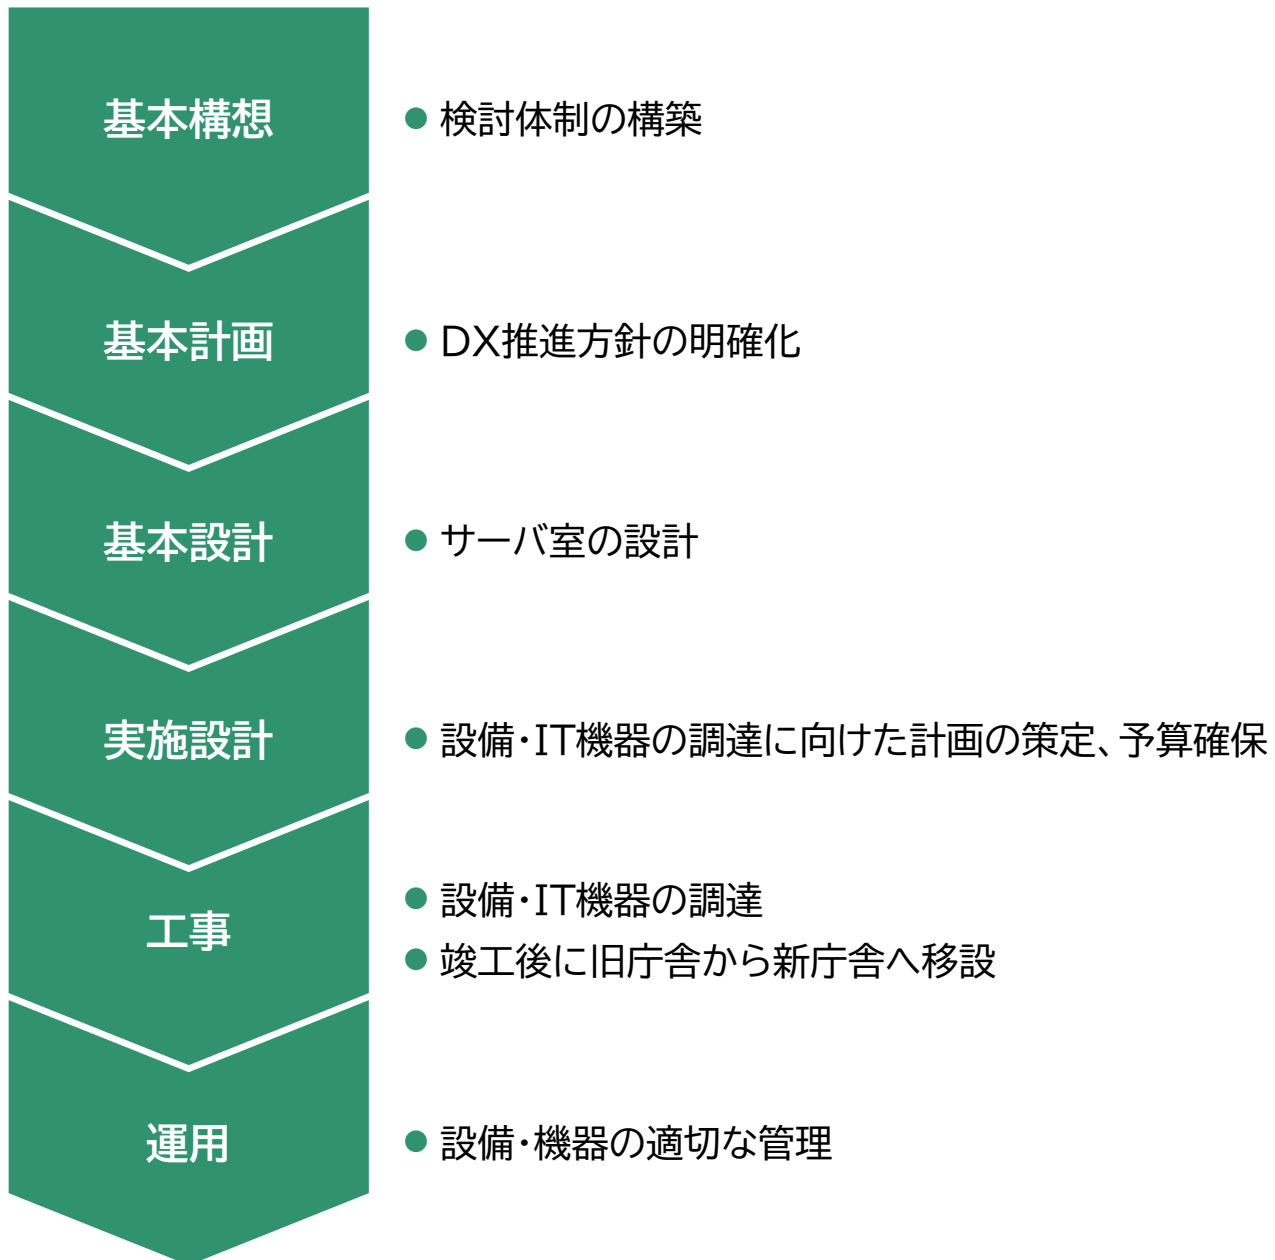 基本構想
● 検討体制の構築
基本計画
● DX推進方針の明確化
基本設計
● サーバ室の設計
実施設計
● 設備・IT機器の調達に向けた計画の策定、予算確保
工事
● 設備・IT機器の調達
● 竣工後に旧庁舎から新庁舎へ移設
運用
● 設備・機器の適切な管理